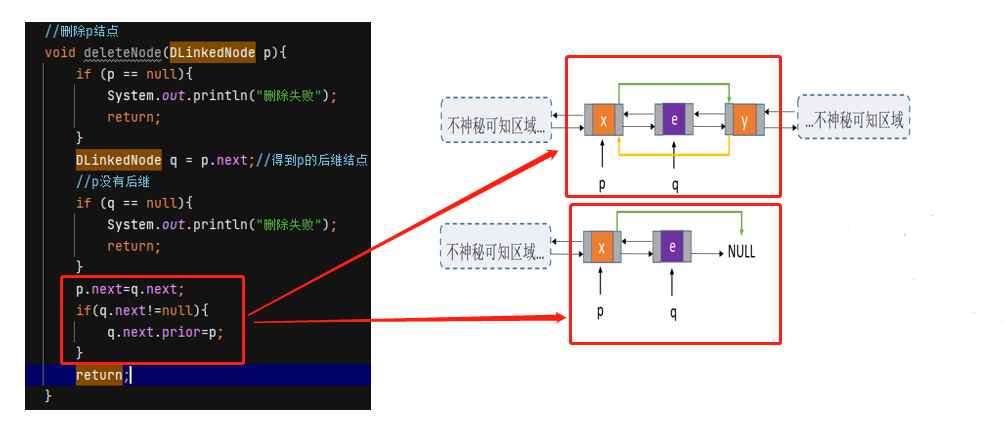 //删除p结点
void deleteNode(DLinkedNode p){
if (p == null){
System.out.println("删除失败");
return;
}
DLinkedNode q = p.next;//得到p的后继结点
//p没有后继
if (q == null){
System.out.println("删除失败");
return;
}
p.next=q.next;
if(q.next!=null){
q.next.prior=p;
}
return;
}
不神秘可知区域...
x
e
y
...不神秘可知区域
p
q
不神秘可知区域...
x
e
NULL
p
q